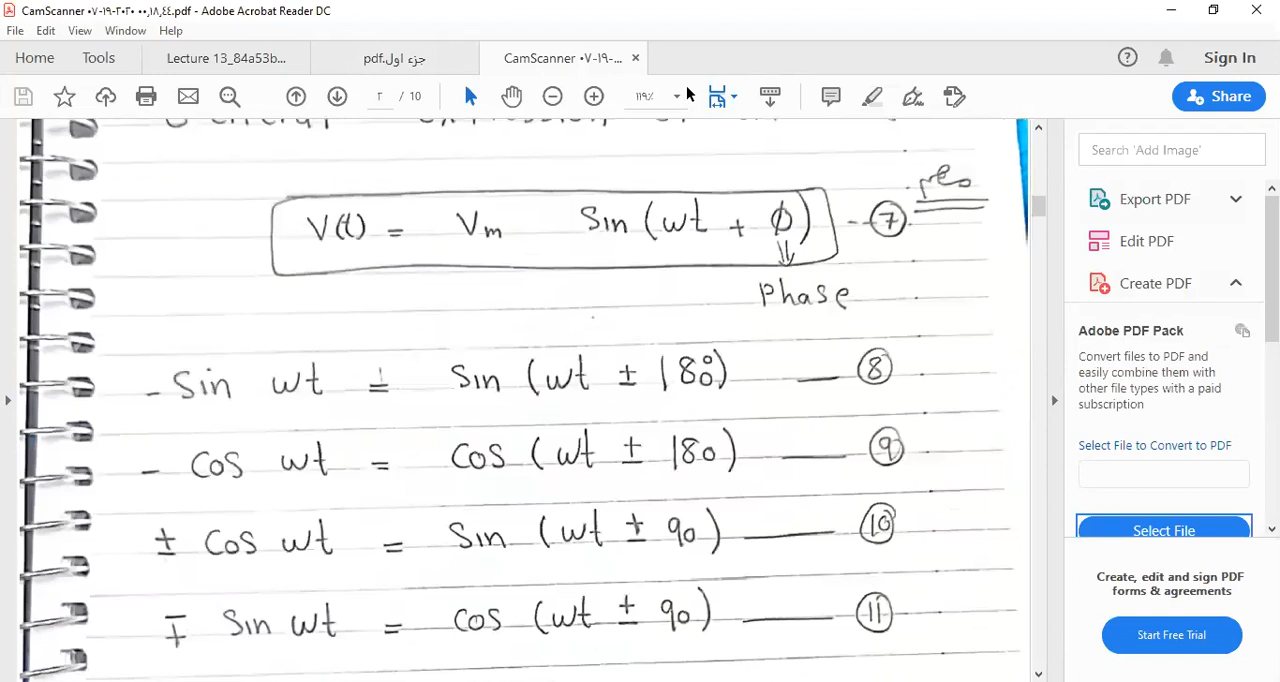 CamScanner ٠٧-١٩-٢٠٢٠ ٠٠,١٨,٤٤.pdf - Adobe Acrobat Reader DC
File Edit View Window Help
Home Tools Lecture 13_84a53b... جزء اول.pdf CamScanner ٠٧-١٩-... × Sign In
٢ / 10 ١١٩٪ Share
General expression
V(t) = Vm Sin (wt + Φ) -- ⑦
Phase
- Sin wt = Sin (wt ± 180°) — ⑧
- Cos wt = Cos (wt ± 180) — ⑨
± Cos wt = Sin (wt ± 90) — ⑩
∓ Sin wt = Cos (wt ± 90) — ⑪
Search 'Add Image'
Export PDF
Edit PDF
Create PDF
Adobe PDF Pack
Convert files to PDF and
easily combine them with
other file types with a paid
subscription
Select File to Convert to PDF
Select File
Create, edit and sign PDF
forms & agreements
Start Free Trial